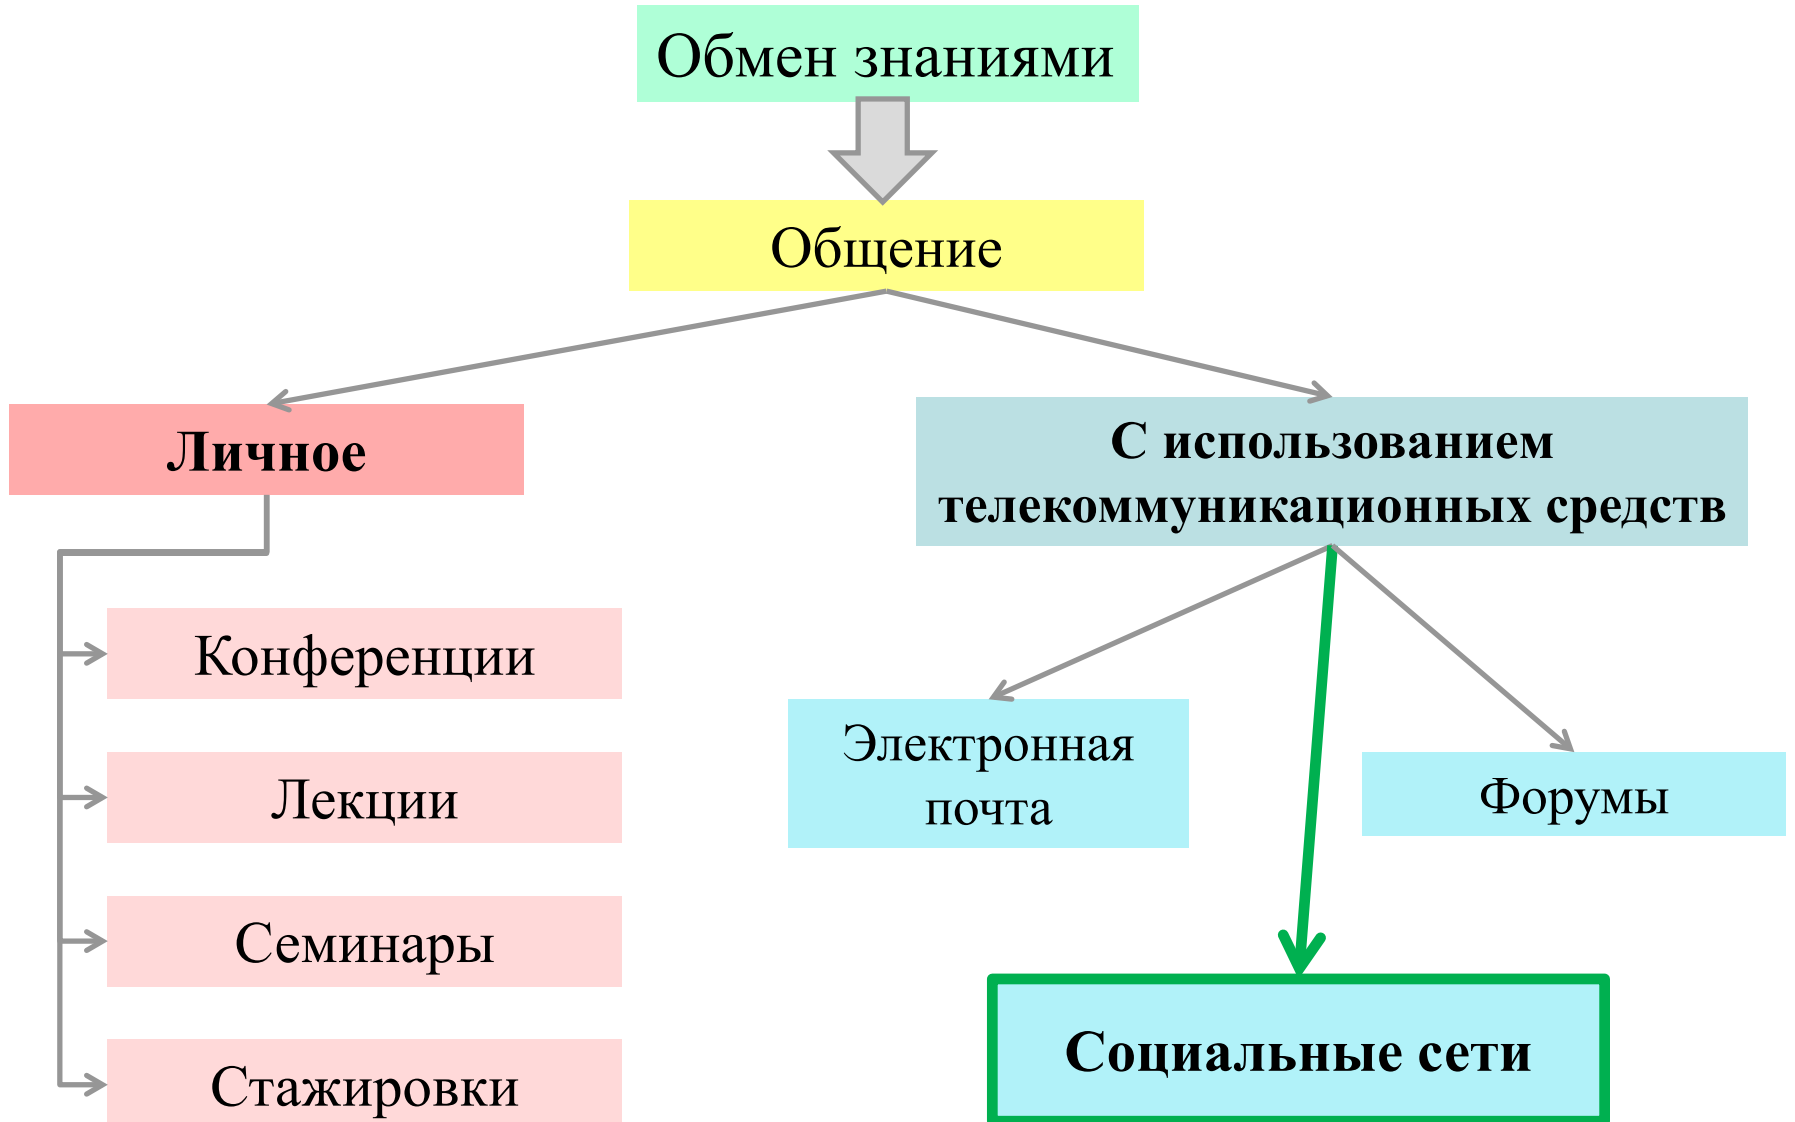 Обмен знаниями
Общение
Личное
С использованием
телекоммуникационных средств
Конференции
Лекции
Семинары
Стажировки
Электронная
почта
Форумы
Социальные сети